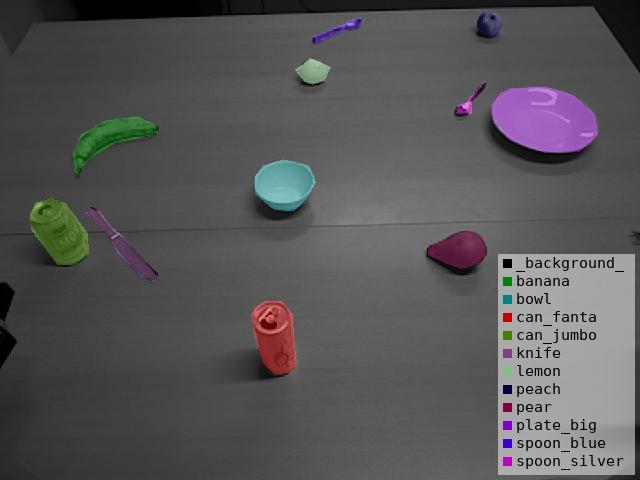 _background_
banana
bowl
can_fanta
can_jumbo
knife
lemon
peach
pear
plate_big
spoon_blue
spoon_silver